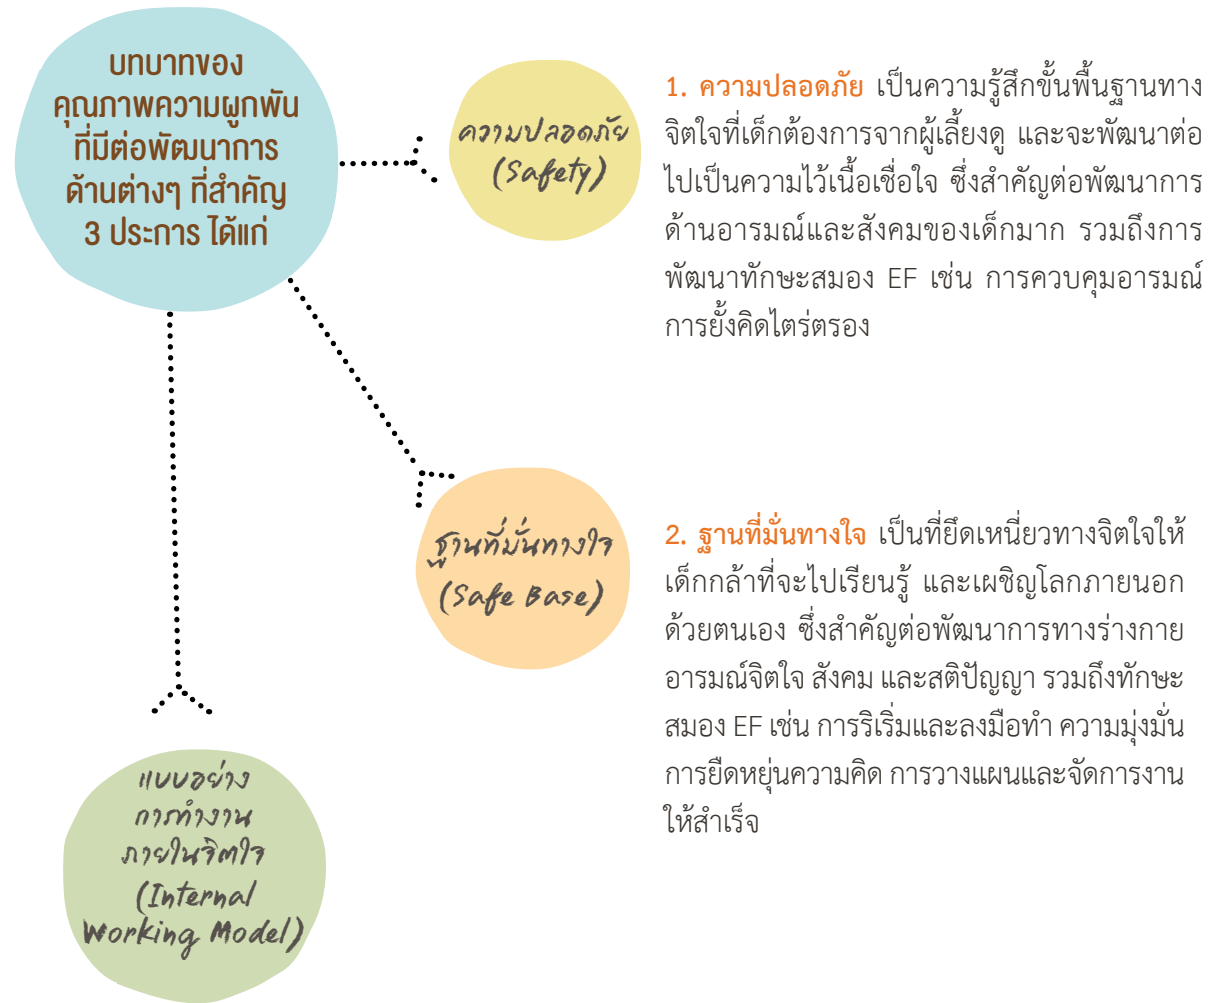 บทบาทของ
คุณภาพความผูกพัน
ที่มีต่อพัฒนาการ
ด้านต่างๆ ที่สำคัญ
3 ประการ ได้แก่
ความปลอดภัย
(Safety)
1. ความปลอดภัย เป็นความรู้สึกขั้นพื้นฐานทาง
จิตใจที่เด็กต้องการจากผู้เลี้ยงดู และจะพัฒนาต่อ
ไปเป็นความไว้เนื้อเชื่อใจ ซึ่งสำคัญต่อพัฒนาการ
ด้านอารมณ์และสังคมของเด็กมาก รวมถึงการ
พัฒนาทักษะสมอง EF เช่น การควบคุมอารมณ์
การยั้งคิดไตร่ตรอง
ฐานที่มั่นทางใจ
(Safe Base)
2. ฐานที่มั่นทางใจ เป็นที่ยึดเหนี่ยวทางจิตใจให้
เด็กกล้าที่จะไปเรียนรู้ และเผชิญโลกภายนอก
ด้วยตนเอง ซึ่งสำคัญต่อพัฒนาการทางร่างกาย
อารมณ์จิตใจ สังคม และสติปัญญา รวมถึงทักษะ
สมอง EF เช่น การริเริ่มและลงมือทำ ความมุ่งมั่น
การยืดหยุ่นความคิด การวางแผนและจัดการงาน
ให้สำเร็จ
แบบอย่าง
การทำงาน
ภายในจิตใจ
(Internal
Working Model)